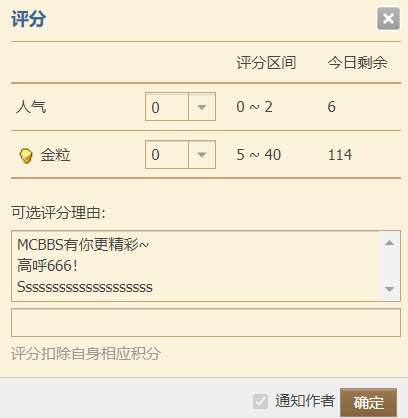 评分
评分区间 今日剩余
人气 0 0 ~ 2 6
金粒 0 5 ~ 40 114
可选评分理由:
MCBBS有你更精彩~
高呼666！
Ssssssssssssssssssss
评分扣除自身相应积分
通知作者 确定